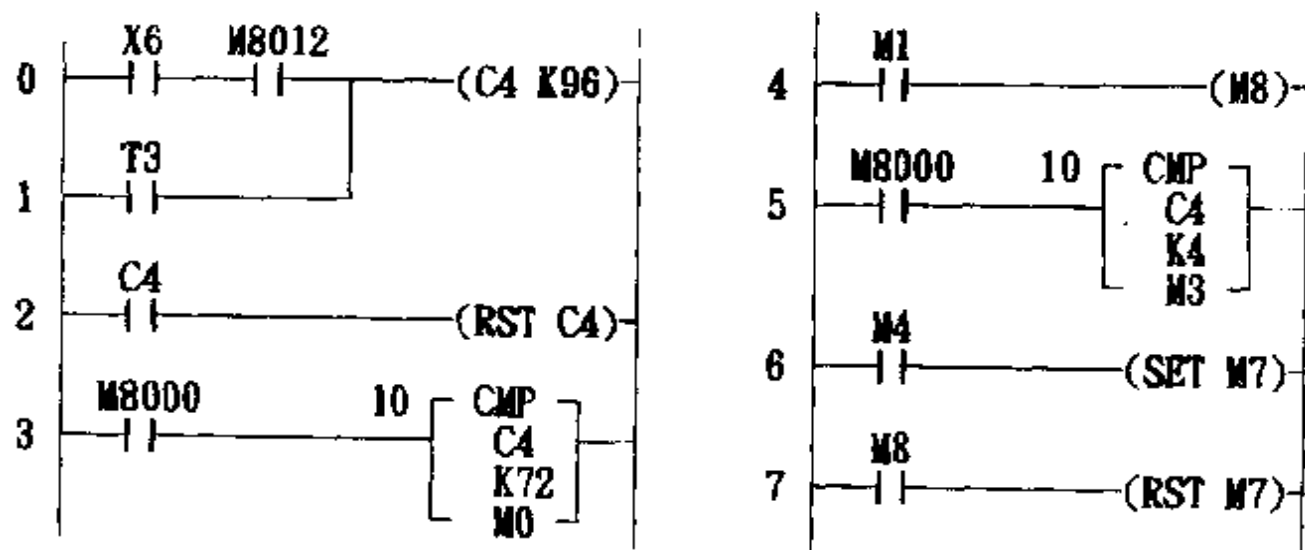 X6 M8012
0 (C4 K96)
T3
1
C4
2 (RST C4)
M8000
3 10 CMP
C4
K72
M0
M1
4 (M8)
M8000
5 10 CMP
C4
K4
M3
M4
6 (SET M7)
M8
7 (RST M7)